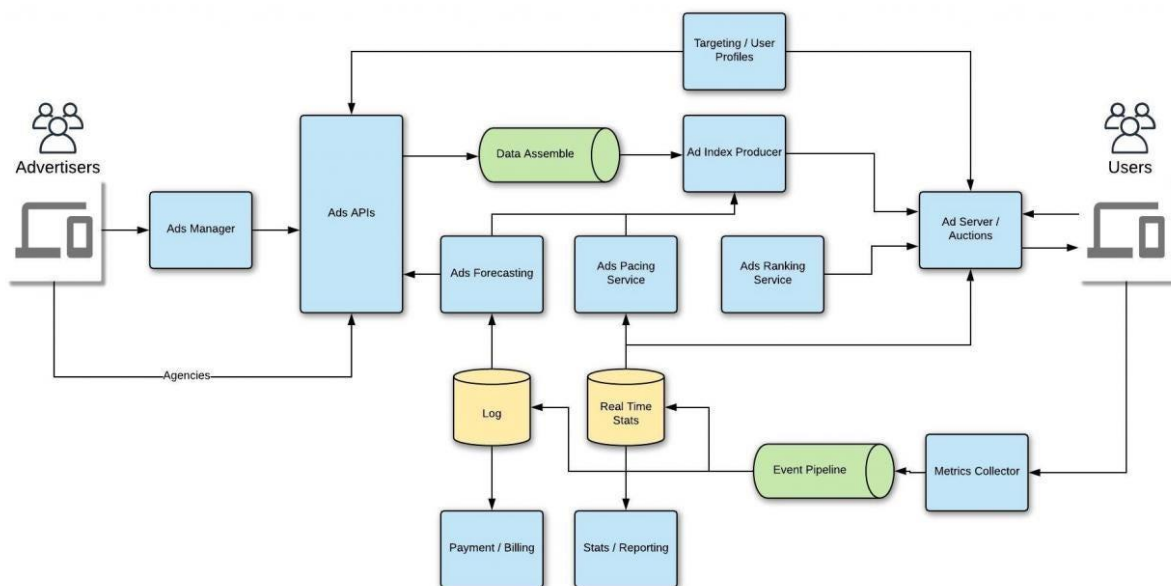 Targeting / User
Profiles
Advertisers
Users
Data Assemble
Ad Index Producer
Ads Manager
Ads APIs
Ad Server /
Auctions
Ads Forecasting
Ads Pacing
Service
Ads Ranking
Service
Agencies
Log
Real Time
Stats
Event Pipeline
Metrics Collector
Payment / Billing
Stats / Reporting